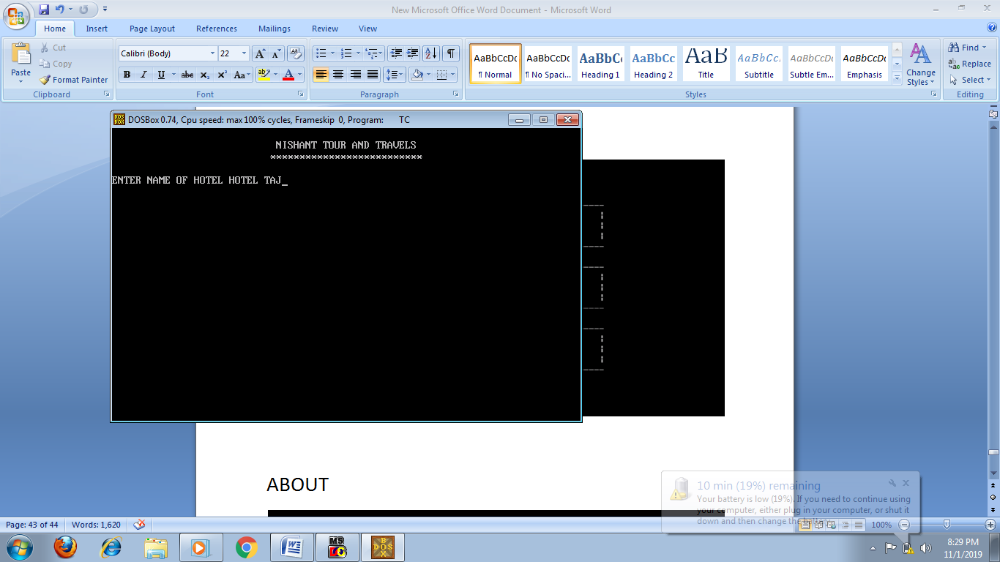 New Microsoft Office Word Document - Microsoft Word
Home Insert Page Layout References Mailings Review View
Paste
Cut
Copy
Format Painter
Clipboard
Calibri (Body) 22
Font
Paragraph
AaBbCcDc AaBbCcDc AaBbCc AaBbCc AaB AaBbCc. AaBbCcDc AaBbCcDc
¶ Normal ¶ No Spaci... Heading 1 Heading 2 Title Subtitle Subtle Em... Emphasis
Change Styles
Styles
Find
Replace
Select
Editing
DOSBox 0.74, Cpu speed: max 100% cycles, Frameskip 0, Program: TC
NISHANT TOUR AND TRAVELS
**************************
ENTER NAME OF HOTEL HOTEL TAJ_
ABOUT
10 min (19%) remaining
Your battery is low (19%). If you need to continue using
your computer, either plug in your computer, or shut it
down and then change the
Page: 43 of 44 Words: 1,620 100%
MS
DOS BOX
8:29 PM
11/1/2019